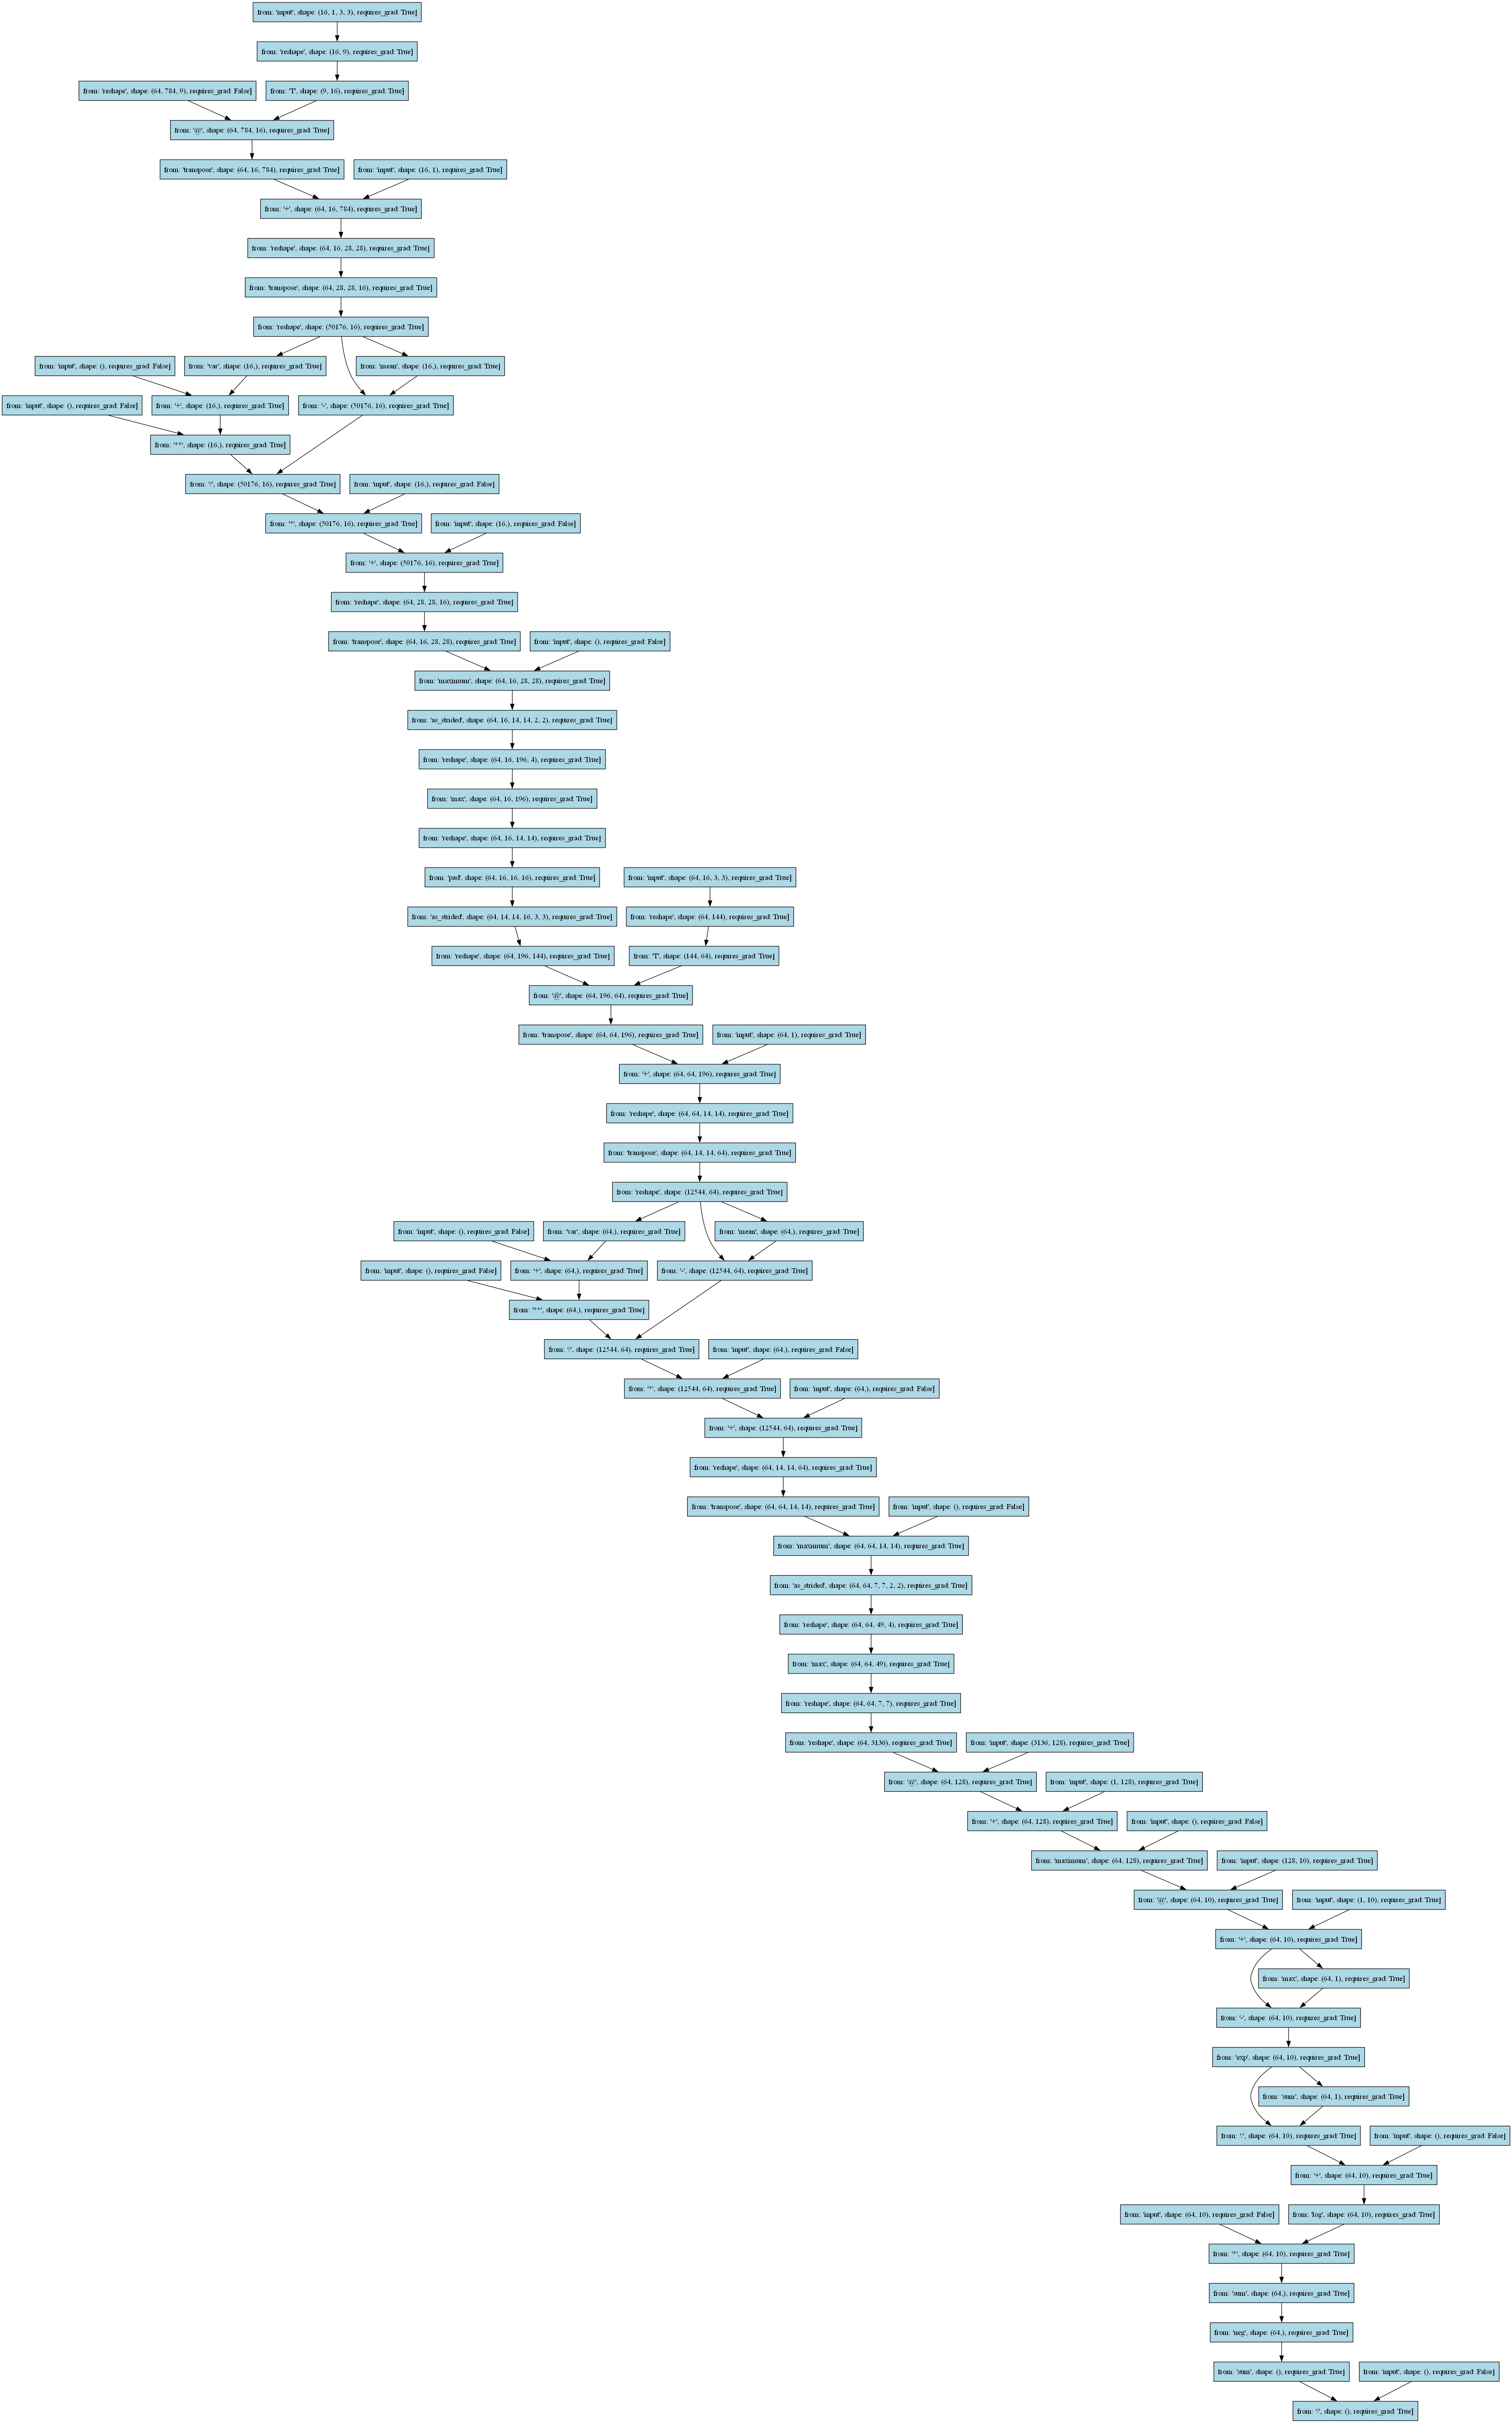 from: 'input', shape: (16, 1, 3, 3), requires_grad: True]
from: 'reshape', shape: (16, 9), requires_grad: True]
from: 'reshape', shape: (64, 784, 9), requires_grad: False]
from: 'T', shape: (9, 16), requires_grad: True]
from: '@', shape: (64, 784, 16), requires_grad: True]
from: 'transpose', shape: (64, 16, 784), requires_grad: True]
from: 'input', shape: (16, 1), requires_grad: True]
from: '+', shape: (64, 16, 784), requires_grad: True]
from: 'reshape', shape: (64, 16, 28, 28), requires_grad: True]
from: 'transpose', shape: (64, 28, 28, 16), requires_grad: True]
from: 'reshape', shape: (50176, 16), requires_grad: True]
from: 'input', shape: (), requires_grad: False]
from: 'var', shape: (16,), requires_grad: True]
from: 'mean', shape: (16,), requires_grad: True]
from: 'input', shape: (), requires_grad: False]
from: '+', shape: (16,), requires_grad: True]
from: '-', shape: (50176, 16), requires_grad: True]
from: '**', shape: (16,), requires_grad: True]
from: '/', shape: (50176, 16), requires_grad: True]
from: 'input', shape: (16,), requires_grad: False]
from: '*', shape: (50176, 16), requires_grad: True]
from: 'input', shape: (16,), requires_grad: False]
from: '+', shape: (50176, 16), requires_grad: True]
from: 'reshape', shape: (64, 28, 28, 16), requires_grad: True]
from: 'transpose', shape: (64, 16, 28, 28), requires_grad: True]
from: 'input', shape: (), requires_grad: False]
from: 'maximum', shape: (64, 16, 28, 28), requires_grad: True]
from: 'as_strided', shape: (64, 16, 14, 14, 2, 2), requires_grad: True]
from: 'reshape', shape: (64, 16, 196, 4), requires_grad: True]
from: 'max', shape: (64, 16, 196), requires_grad: True]
from: 'reshape', shape: (64, 16, 14, 14), requires_grad: True]
from: 'pad', shape: (64, 16, 16, 16), requires_grad: True]
from: 'input', shape: (64, 16, 3, 3), requires_grad: True]
from: 'as_strided', shape: (64, 14, 14, 16, 3, 3), requires_grad: True]
from: 'reshape', shape: (64, 144), requires_grad: True]
from: 'reshape', shape: (64, 196, 144), requires_grad: True]
from: 'T', shape: (144, 64), requires_grad: True]
from: '@', shape: (64, 196, 64), requires_grad: True]
from: 'transpose', shape: (64, 64, 196), requires_grad: True]
from: 'input', shape: (64, 1), requires_grad: True]
from: '+', shape: (64, 64, 196), requires_grad: True]
from: 'reshape', shape: (64, 64, 14, 14), requires_grad: True]
from: 'transpose', shape: (64, 14, 14, 64), requires_grad: True]
from: 'reshape', shape: (12544, 64), requires_grad: True]
from: 'input', shape: (), requires_grad: False]
from: 'var', shape: (64,), requires_grad: True]
from: 'mean', shape: (64,), requires_grad: True]
from: 'input', shape: (), requires_grad: False]
from: '+', shape: (64,), requires_grad: True]
from: '-', shape: (12544, 64), requires_grad: True]
from: '**', shape: (64,), requires_grad: True]
from: '/', shape: (12544, 64), requires_grad: True]
from: 'input', shape: (64,), requires_grad: False]
from: '*', shape: (12544, 64), requires_grad: True]
from: 'input', shape: (64,), requires_grad: False]
from: '+', shape: (12544, 64), requires_grad: True]
from: 'reshape', shape: (64, 14, 14, 64), requires_grad: True]
from: 'transpose', shape: (64, 64, 14, 14), requires_grad: True]
from: 'input', shape: (), requires_grad: False]
from: 'maximum', shape: (64, 64, 14, 14), requires_grad: True]
from: 'as_strided', shape: (64, 64, 7, 7, 2, 2), requires_grad: True]
from: 'reshape', shape: (64, 64, 49, 4), requires_grad: True]
from: 'max', shape: (64, 64, 49), requires_grad: True]
from: 'reshape', shape: (64, 64, 7, 7), requires_grad: True]
from: 'reshape', shape: (64, 3136), requires_grad: True]
from: 'input', shape: (3136, 128), requires_grad: True]
from: '@', shape: (64, 128), requires_grad: True]
from: 'input', shape: (1, 128), requires_grad: True]
from: '+', shape: (64, 128), requires_grad: True]
from: 'input', shape: (), requires_grad: False]
from: 'maximum', shape: (64, 128), requires_grad: True]
from: 'input', shape: (128, 10), requires_grad: True]
from: '@', shape: (64, 10), requires_grad: True]
from: 'input', shape: (1, 10), requires_grad: True]
from: '+', shape: (64, 10), requires_grad: True]
from: 'max', shape: (64, 1), requires_grad: True]
from: '-', shape: (64, 10), requires_grad: True]
from: 'exp', shape: (64, 10), requires_grad: True]
from: 'sum', shape: (64, 1), requires_grad: True]
from: '/', shape: (64, 10), requires_grad: True]
from: 'input', shape: (), requires_grad: False]
from: '+', shape: (64, 10), requires_grad: True]
from: 'input', shape: (64, 10), requires_grad: False]
from: 'log', shape: (64, 10), requires_grad: True]
from: '*', shape: (64, 10), requires_grad: True]
from: 'sum', shape: (64,), requires_grad: True]
from: 'neg', shape: (64,), requires_grad: True]
from: 'sum', shape: (), requires_grad: True]
from: 'input', shape: (), requires_grad: False]
from: '/', shape: (), requires_grad: True]